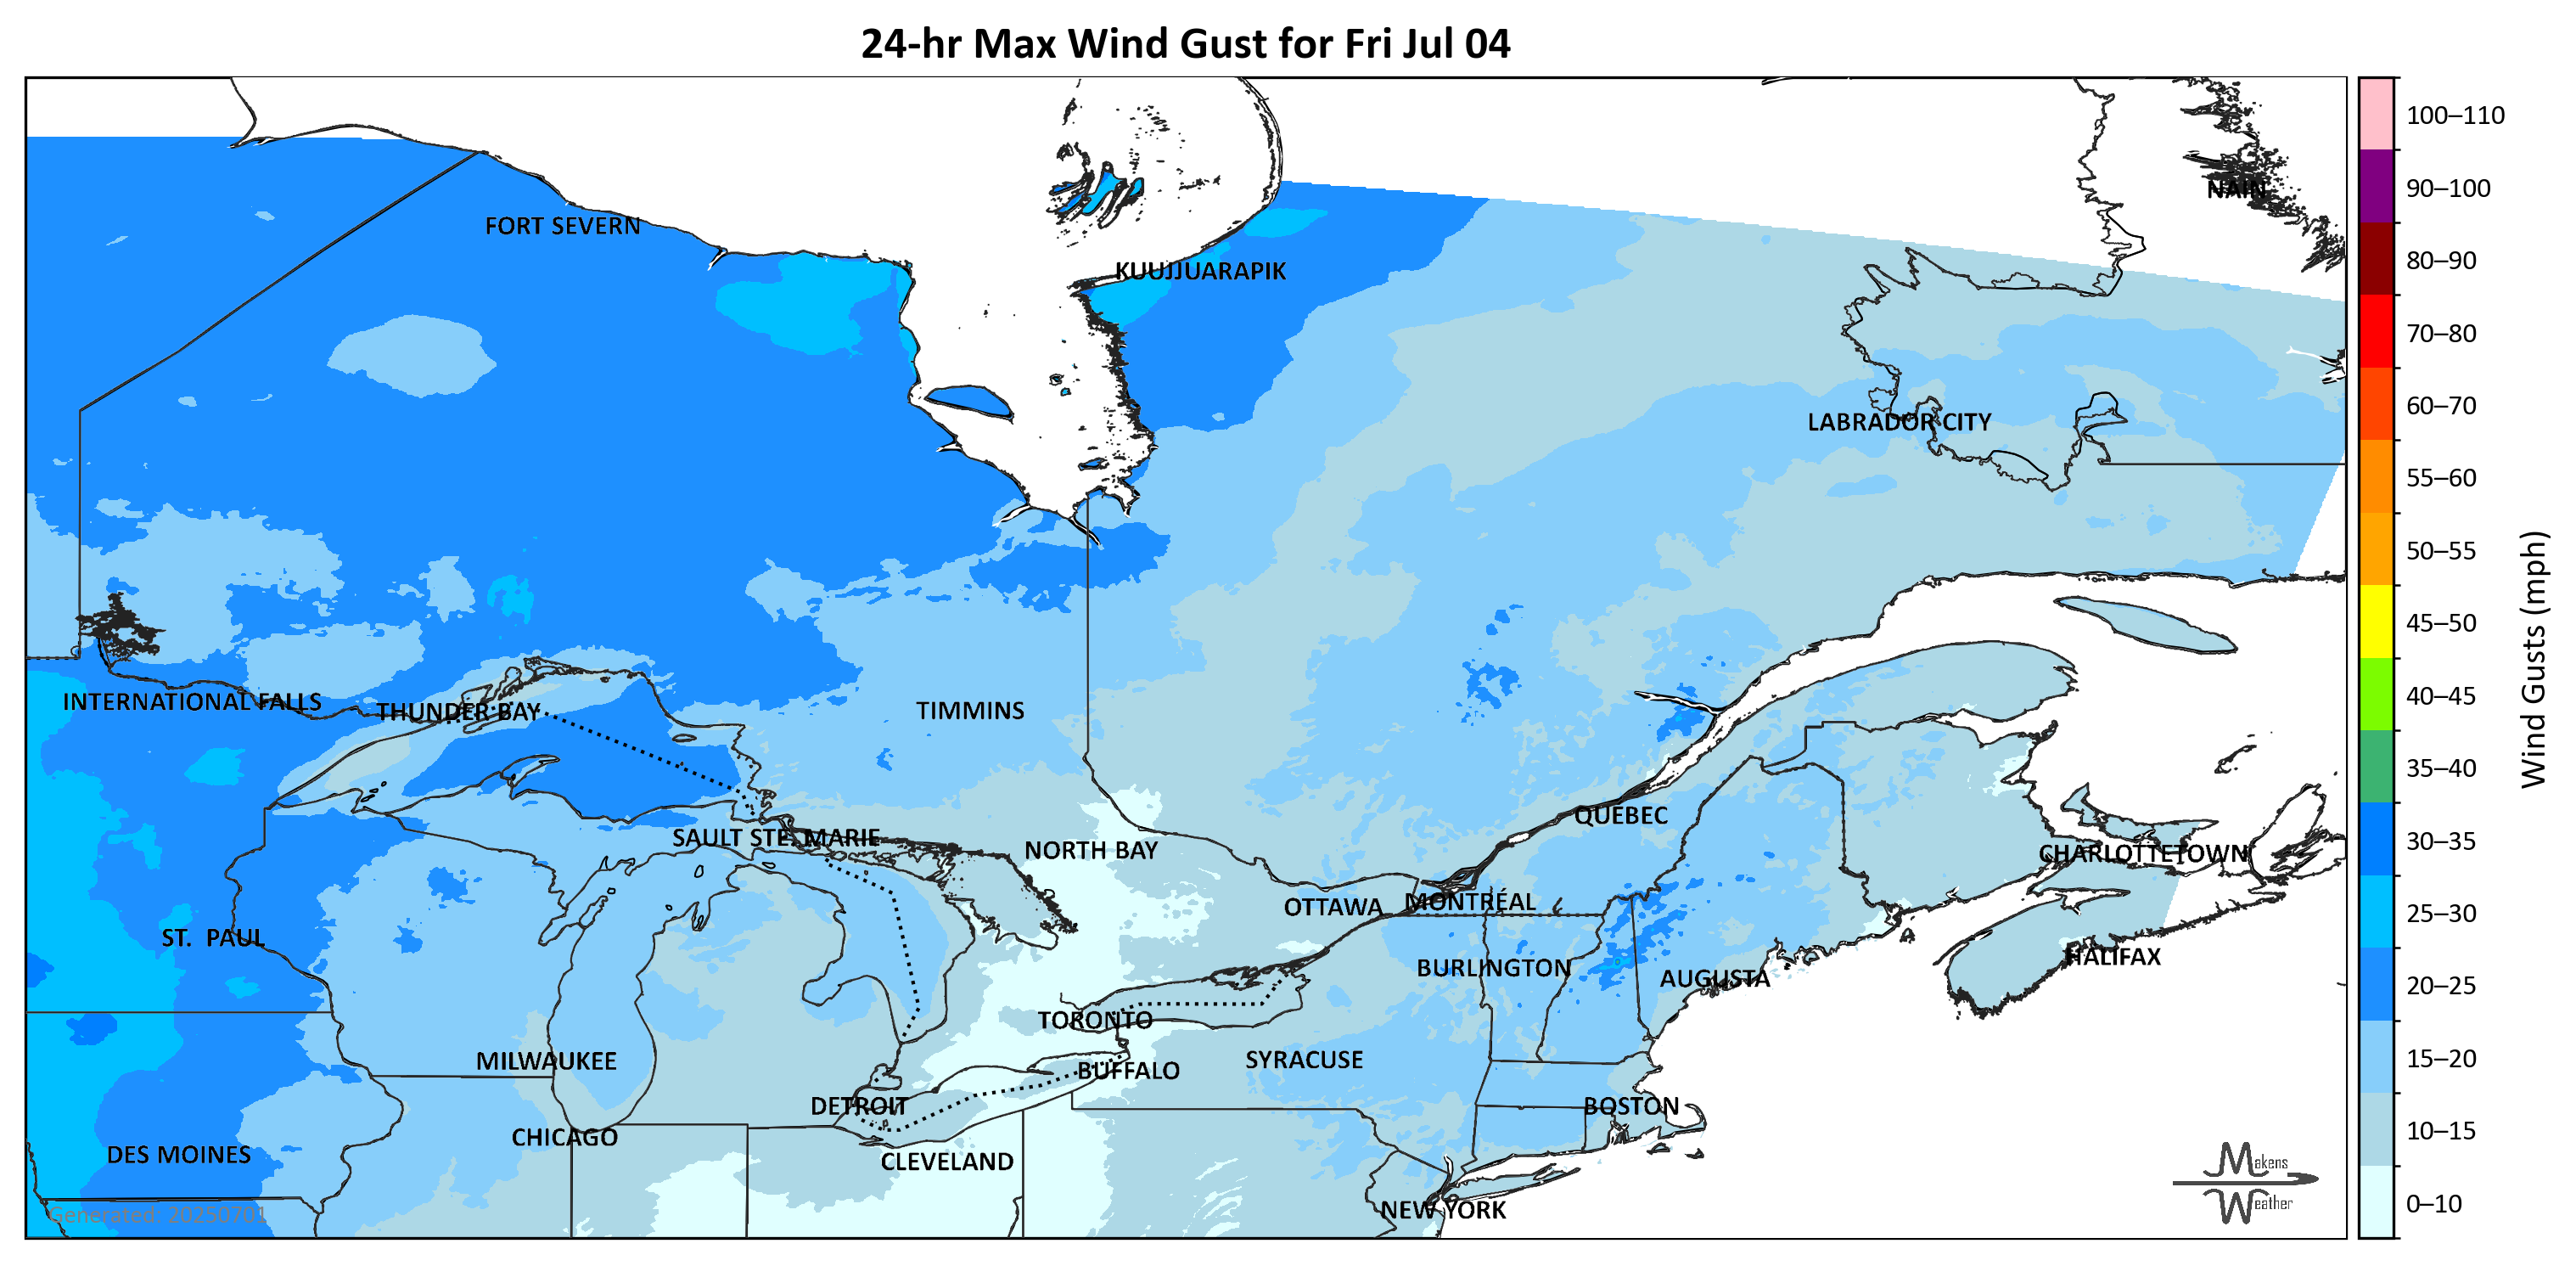 24-hr Max Wind Gust for Fri Jul 04
100–110
90–100
NAIN
FORT SEVERN
80–90
KUUJJUARAPIK
70–80
60–70
LABRADOR CITY
55–60
50–55
45–50
40–45
INTERNATIONAL FALLS
THUNDER BAY
TIMMINS
35–40
Wind Gusts (mph)
QUEBEC
30–35
SAULT STE. MARIE
NORTH BAY
CHARLOTTETOWN
OTTAWA
MONTRÉAL
25–30
ST. PAUL
HALIFAX
BURLINGTON
AUGUSTA
20–25
TORONTO
MILWAUKEE
SYRACUSE
15–20
BUFFALO
DETROIT
BOSTON
10–15
CHICAGO
DES MOINES
CLEVELAND
Makens
Weather
0–10
NEW YORK
Generated: 20250701